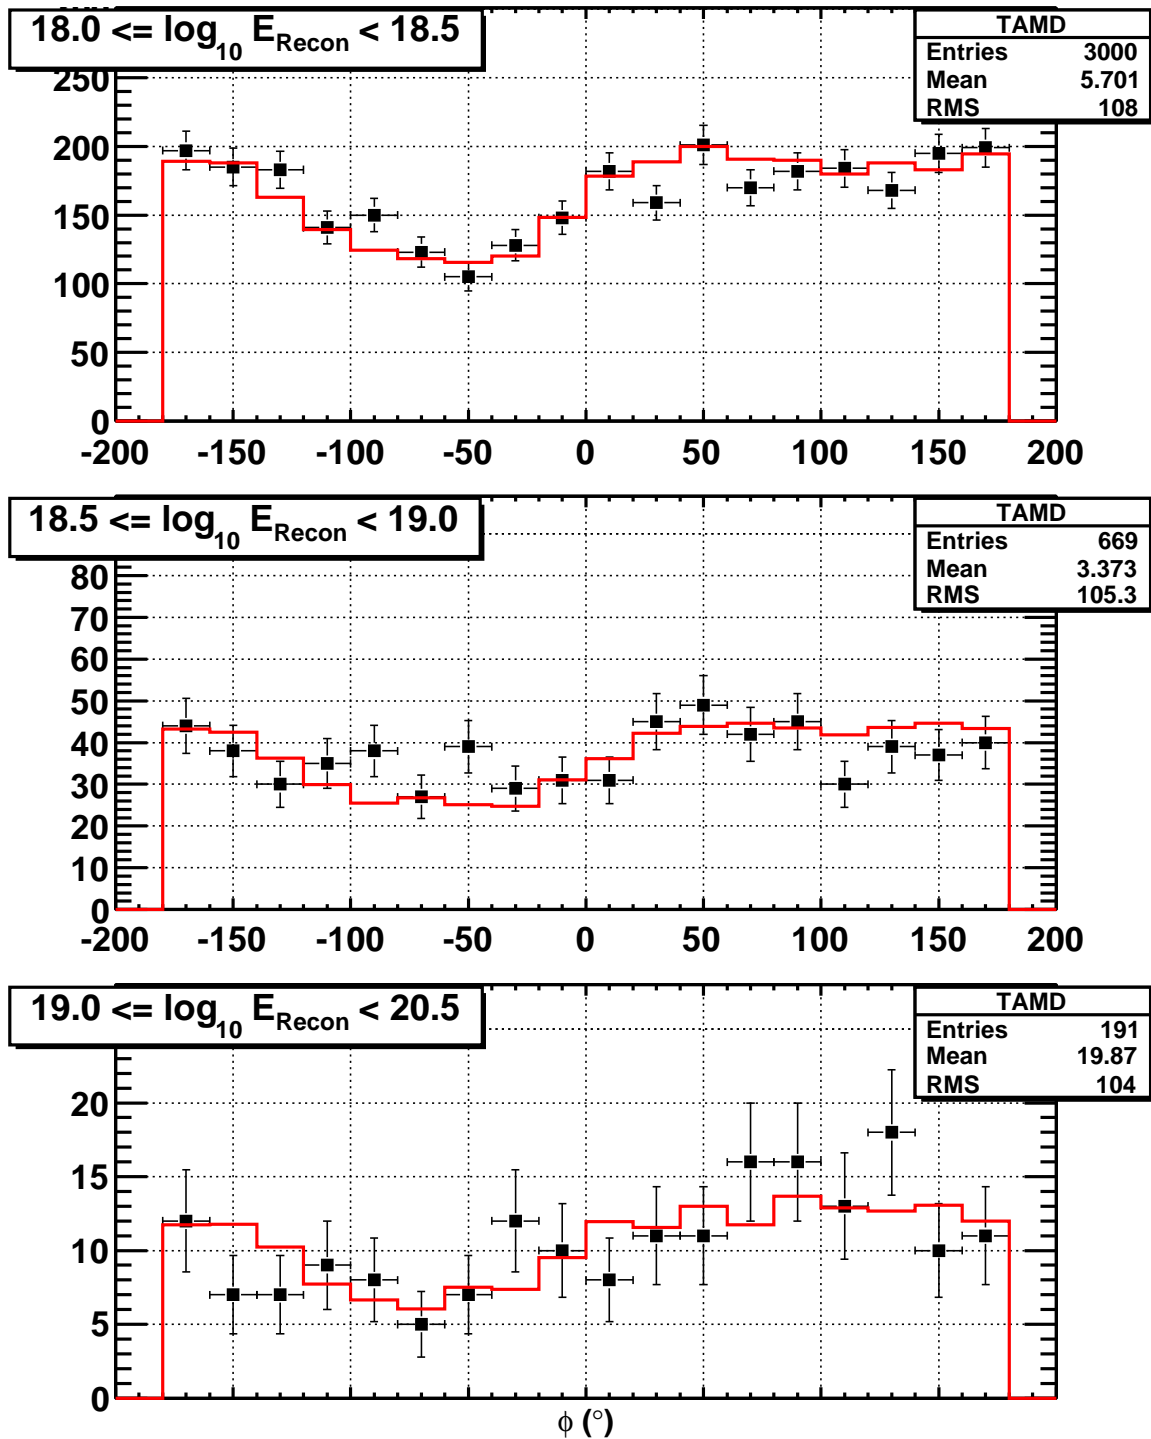 18.0 <= log10 ERecon < 18.5
TAMD
Entries 3000
Mean 5.701
RMS 108
250
200
150
100
50
0
-200 -150 -100 -50 0 50 100 150 200
18.5 <= log10 ERecon < 19.0
TAMD
Entries 669
Mean 3.373
RMS 105.3
80
70
60
50
40
30
20
10
0
-200 -150 -100 -50 0 50 100 150 200
19.0 <= log10 ERecon < 20.5
TAMD
Entries 191
Mean 19.87
RMS 104
20
15
10
5
0
ϕ (°)